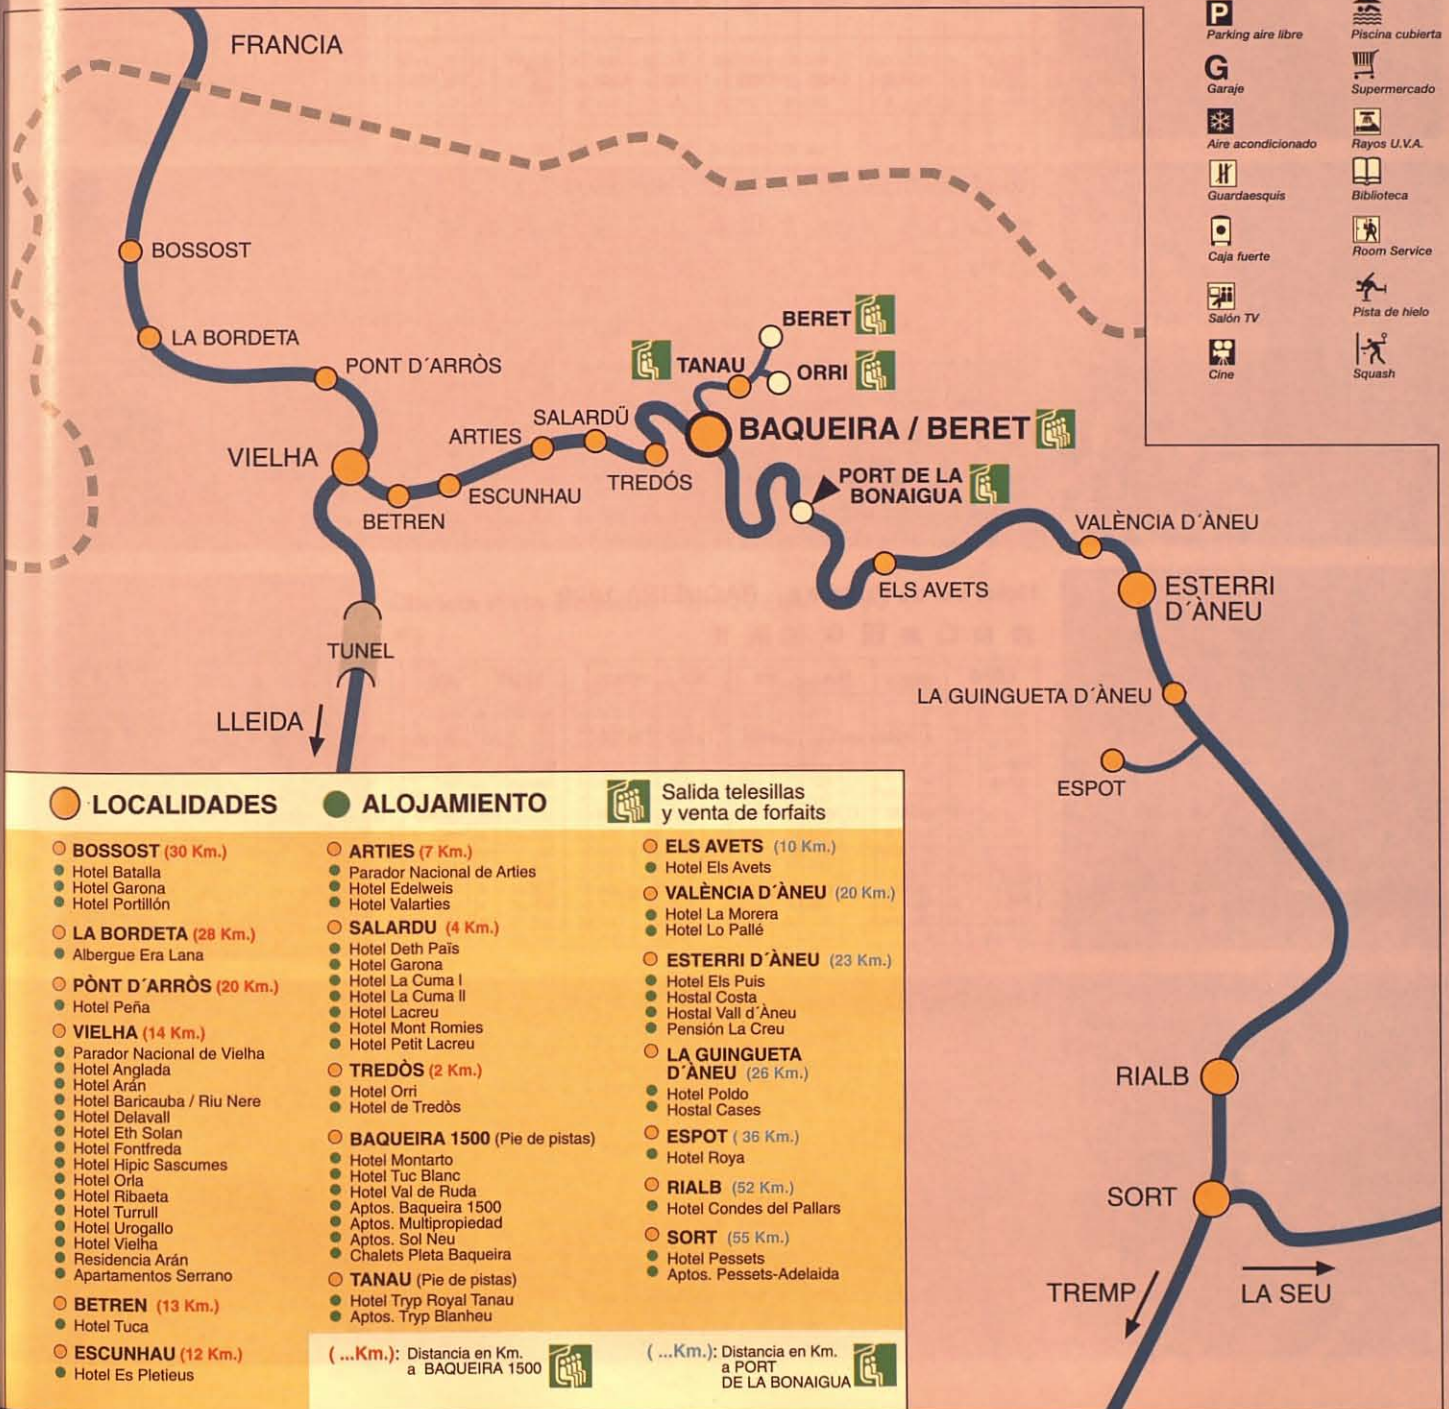 FRANCIA
BOSSOST
LA BORDETA
PONT D´ARRÒS
VIELHA
BETREN
ESCUNHAU
ARTIES
SALARDÜ
TREDÓS
TANAU
BERET
ORRI
BAQUEIRA / BERET
PORT DE LA
BONAIGUA
ELS AVETS
VALÈNCIA D´ÀNEU
ESTERRI
D´ÀNEU
LA GUINGUETA D´ÀNEU
ESPOT
TUNEL
LLEIDA
RIALB
SORT
TREMP
LA SEU
P
Parking aire libre
Piscina cubierta
G
Garaje
Supermercado
Aire acondicionado
Rayos U.V.A.
Guardaesquis
Biblioteca
Caja fuerte
Room Service
Salón TV
Pista de hielo
Cine
Squash
LOCALIDADES
ALOJAMIENTO
Salida telesillas
y venta de forfaits
BOSSOST (30 Km.)
Hotel Batalla
Hotel Garona
Hotel Portillón
LA BORDETA (28 Km.)
Albergue Era Lana
PÒNT D´ARRÒS (20 Km.)
Hotel Peña
VIELHA (14 Km.)
Parador Nacional de Vielha
Hotel Anglada
Hotel Arán
Hotel Baricauba / Riu Nere
Hotel Delavall
Hotel Eth Solan
Hotel Fontfreda
Hotel Hipic Sascumes
Hotel Orla
Hotel Ribaeta
Hotel Turrull
Hotel Urogallo
Hotel Vielha
Residencia Arán
Apartamentos Serrano
BETREN (13 Km.)
Hotel Tuca
ESCUNHAU (12 Km.)
Hotel Es Pletieus
ARTIES (7 Km.)
Parador Nacional de Arties
Hotel Edelweis
Hotel Valarties
SALARDU (4 Km.)
Hotel Deth Païs
Hotel Garona
Hotel La Cuma I
Hotel La Cuma II
Hotel Lacreu
Hotel Mont Romies
Hotel Petit Lacreu
TREDÒS (2 Km.)
Hotel Orri
Hotel de Tredòs
BAQUEIRA 1500 (Pie de pistas)
Hotel Montarto
Hotel Tuc Blanc
Hotel Val de Ruda
Aptos. Baqueira 1500
Aptos. Multipropiedad
Aptos. Sol Neu
Chalets Pleta Baqueira
TANAU (Pie de pistas)
Hotel Tryp Royal Tanau
Aptos. Tryp Blanheu
ELS AVETS (10 Km.)
Hotel Els Avets
VALÈNCIA D´ÀNEU (20 Km.)
Hotel La Morera
Hotel Lo Pallé
ESTERRI D´ÀNEU (23 Km.)
Hotel Els Puis
Hostal Costa
Hostal Vall d´Àneu
Pensión La Creu
LA GUINGUETA
D´ÀNEU (26 Km.)
Hotel Poldo
Hostal Cases
ESPOT ( 36 Km.)
Hotel Roya
RIALB (52 Km.)
Hotel Condes del Pallars
SORT (55 Km.)
Hotel Pessets
Aptos. Pessets-Adelaida
( ...Km.): Distancia en Km.
a BAQUEIRA 1500
( ...Km.): Distancia en Km.
a PORT
DE LA BONAIGUA